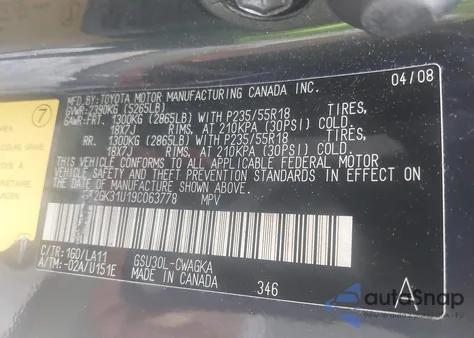 MFD. BY: TOYOTA MOTOR MANUFACTURING CANADA INC. 04/08
GVWR: 2390KG (5265LB)
GAWR: FRT. 1300KG (2865LB) WITH P235/55R18 TIRES,
18X7J RIMS, AT 210KPA (30PSI) COLD.
RR. 1300KG (2865LB) WITH P235/55R18 TIRES,
18X7J RIMS, AT 210KPA (30PSI) COLD.
THIS VEHICLE CONFORMS TO ALL APPLICABLE FEDERAL MOTOR
VEHICLE SAFETY AND THEFT PREVENTION STANDARDS IN EFFECT ON
THE DATE OF MANUFACTURE SHOWN ABOVE.
MPV
C/TR: 1G0/LA11 GSU30L-CWAGKA
A/TM: -02A/U151E MADE IN CANADA 346
7
autoSnap